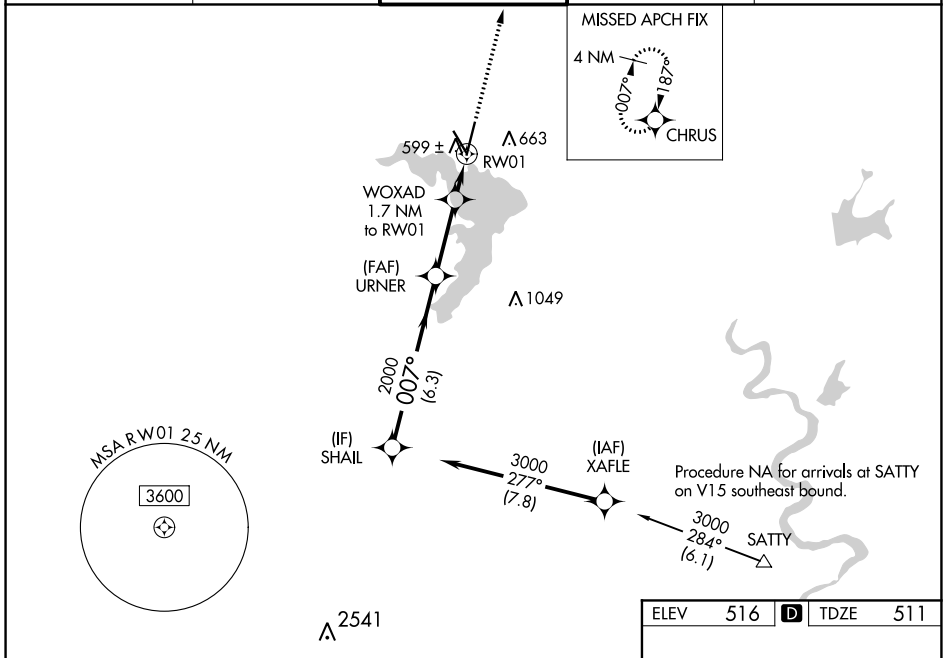 MISSED APCH FIX
4 NM
007°
187°
CHRUS
599 ±
663
RW01
WOXAD
1.7 NM
to RW01
(FAF)
URNER
1049
2000
007°
(6.3)
(IF)
SHAIL
MSA RW01 25 NM
3600
3000
277°
(7.8)
(IAF)
XAFLE
Procedure NA for arrivals at SATTY
on V15 southeast bound.
3000
284°
(6.1)
SATTY
2541
ELEV 516 D TDZE 511